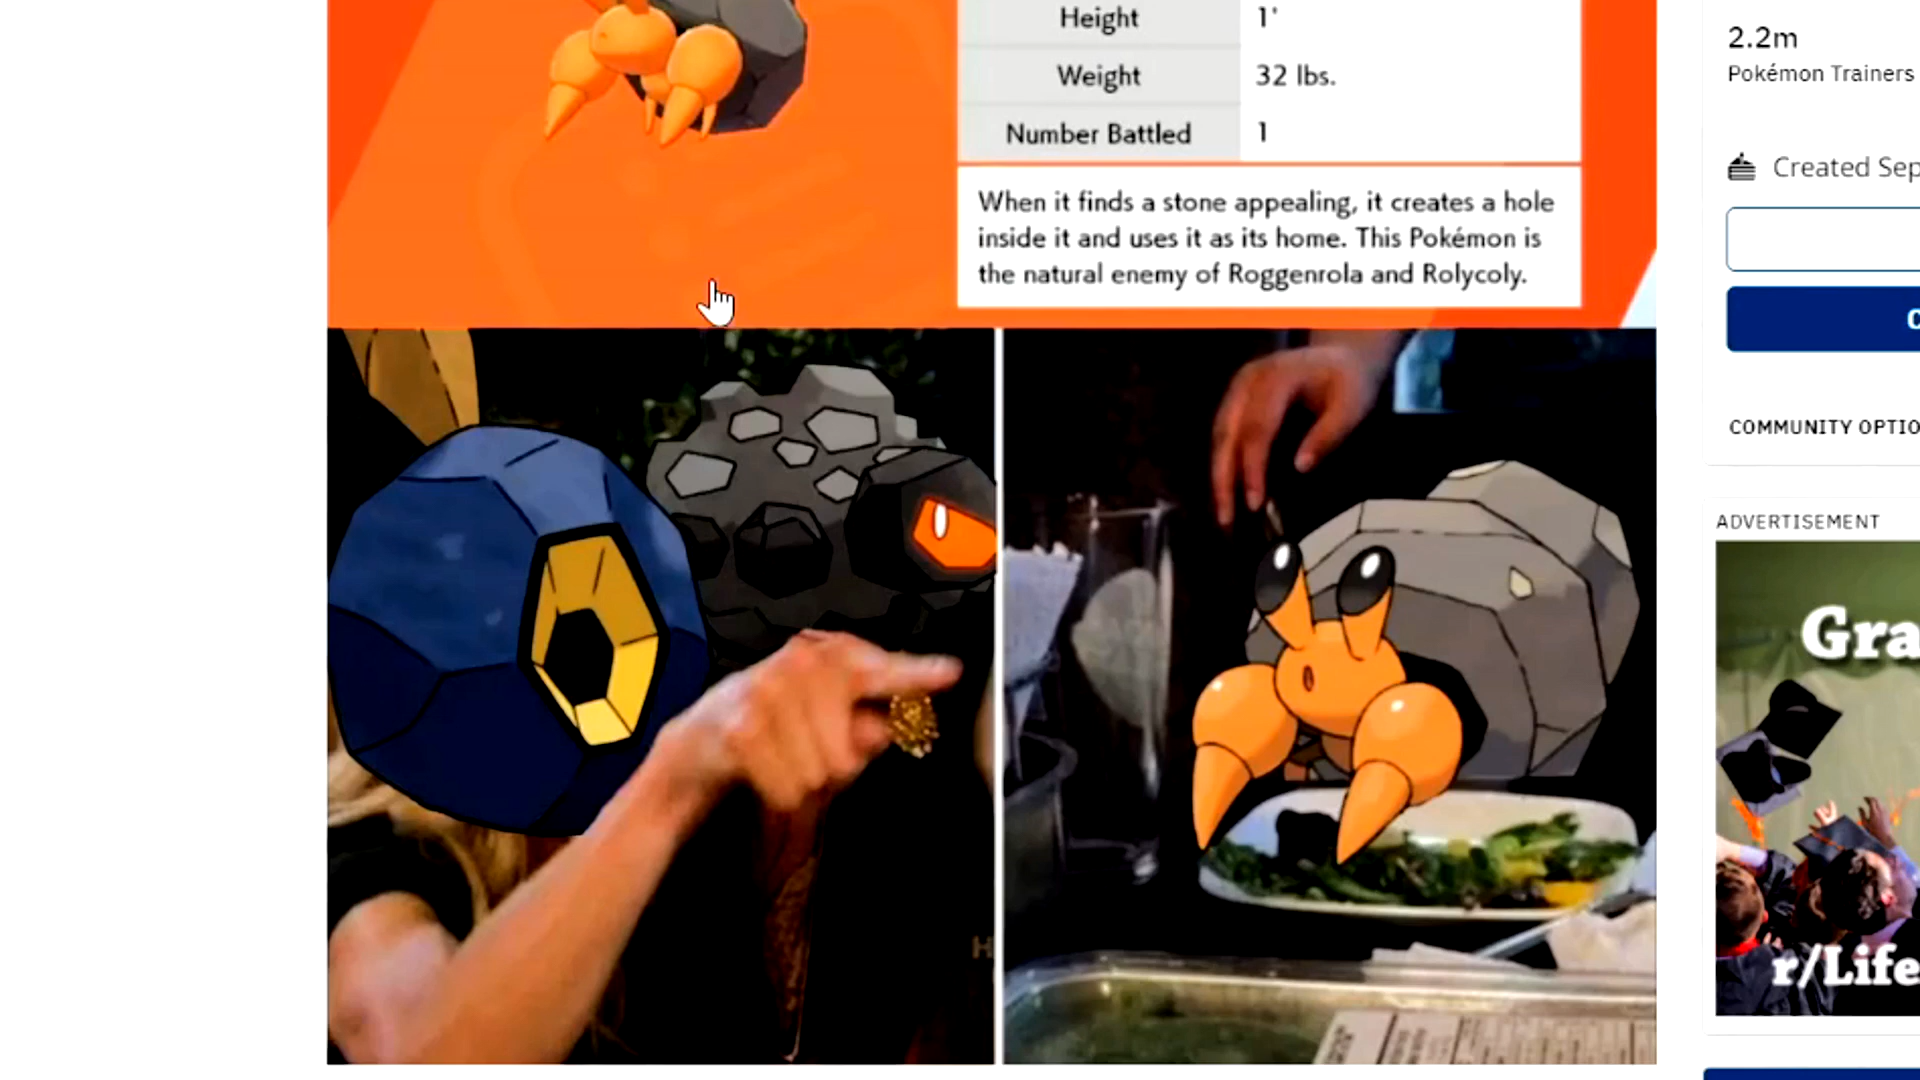 Height 1'
Weight 32 lbs.
Number Battled 1
When it finds a stone appealing, it creates a hole
inside it and uses it as its home. This Pokémon is
the natural enemy of Roggenrola and Rolycoly.
2.2m
Pokémon Trainers
Created Sep
COMMUNITY OPTIO
ADVERTISEMENT
Gra
r/Life